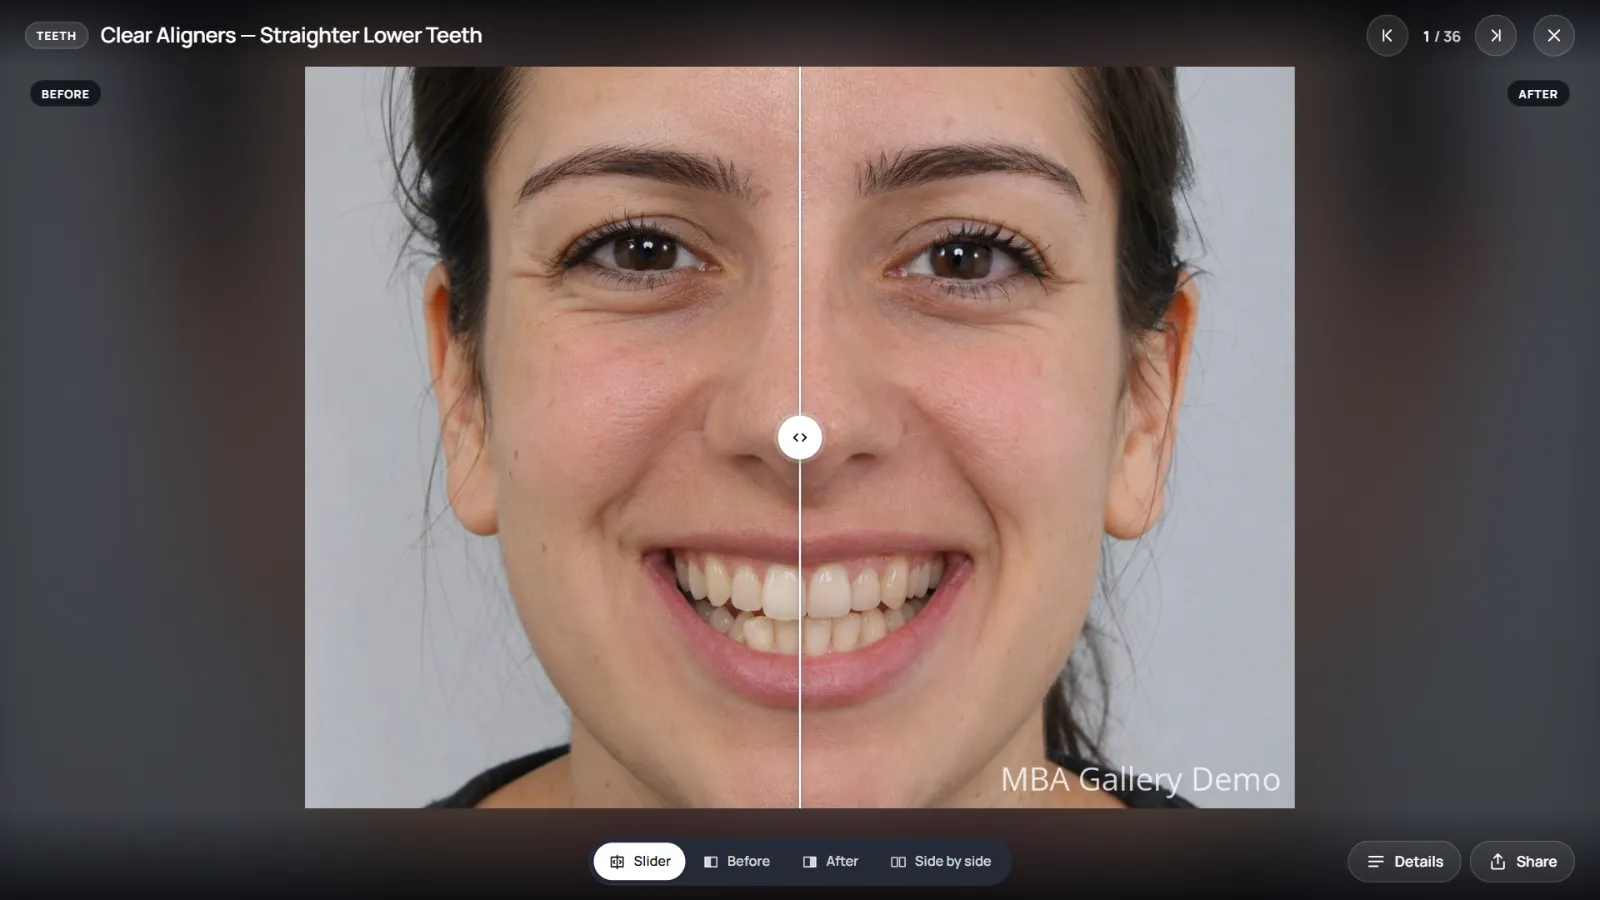 TEETH
Clear Aligners — Straighter Lower Teeth
1 / 36
BEFORE
AFTER
MBA Gallery Demo
Slider
Before
After
Side by side
Details
Share